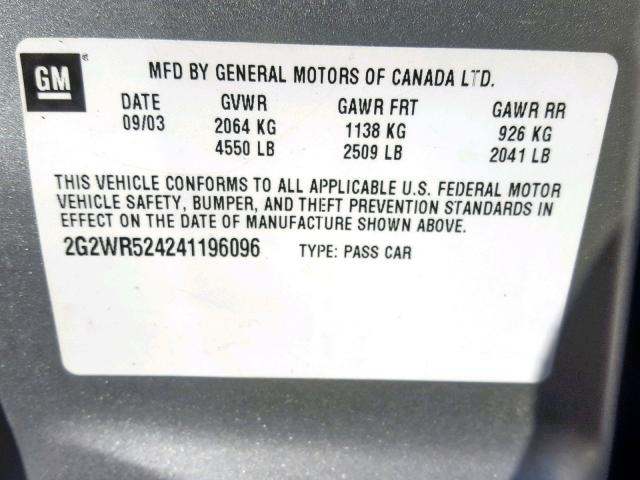 GM
MFD BY GENERAL MOTORS OF CANADA LTD.
DATE GVWR GAWR FRT GAWR RR
09/03 2064 KG 1138 KG 926 KG
4550 LB 2509 LB 2041 LB
THIS VEHICLE CONFORMS TO ALL APPLICABLE U.S. FEDERAL MOTOR
VEHICLE SAFETY, BUMPER, AND THEFT PREVENTION STANDARDS IN
EFFECT ON THE DATE OF MANUFACTURE SHOWN ABOVE.
2G2WR524241196096 TYPE: PASS CAR